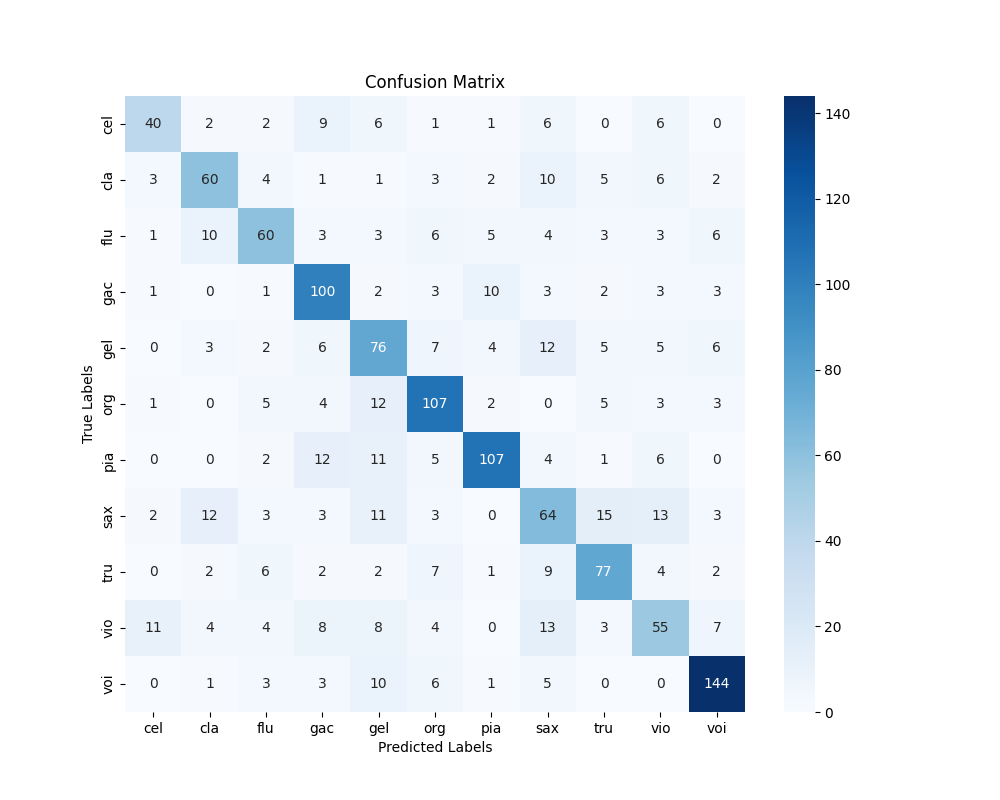 Confusion Matrix
cel 40 2 2 9 6 1 1 6 0 6 0
cla 3 60 4 1 1 3 2 10 5 6 2
flu 1 10 60 3 3 6 5 4 3 3 6
gac 1 0 1 100 2 3 10 3 2 3 3
gel 0 3 2 6 76 7 4 12 5 5 6
org 1 0 5 4 12 107 2 0 5 3 3
pia 0 0 2 12 11 5 107 4 1 6 0
sax 2 12 3 3 11 3 0 64 15 13 3
tru 0 2 6 2 2 7 1 9 77 4 2
vio 11 4 4 8 8 4 0 13 3 55 7
voi 0 1 3 3 10 6 1 5 0 0 144
cel cla flu gac gel org pia sax tru vio voi
Predicted Labels
True Labels
140
120
100
80
60
40
20
0